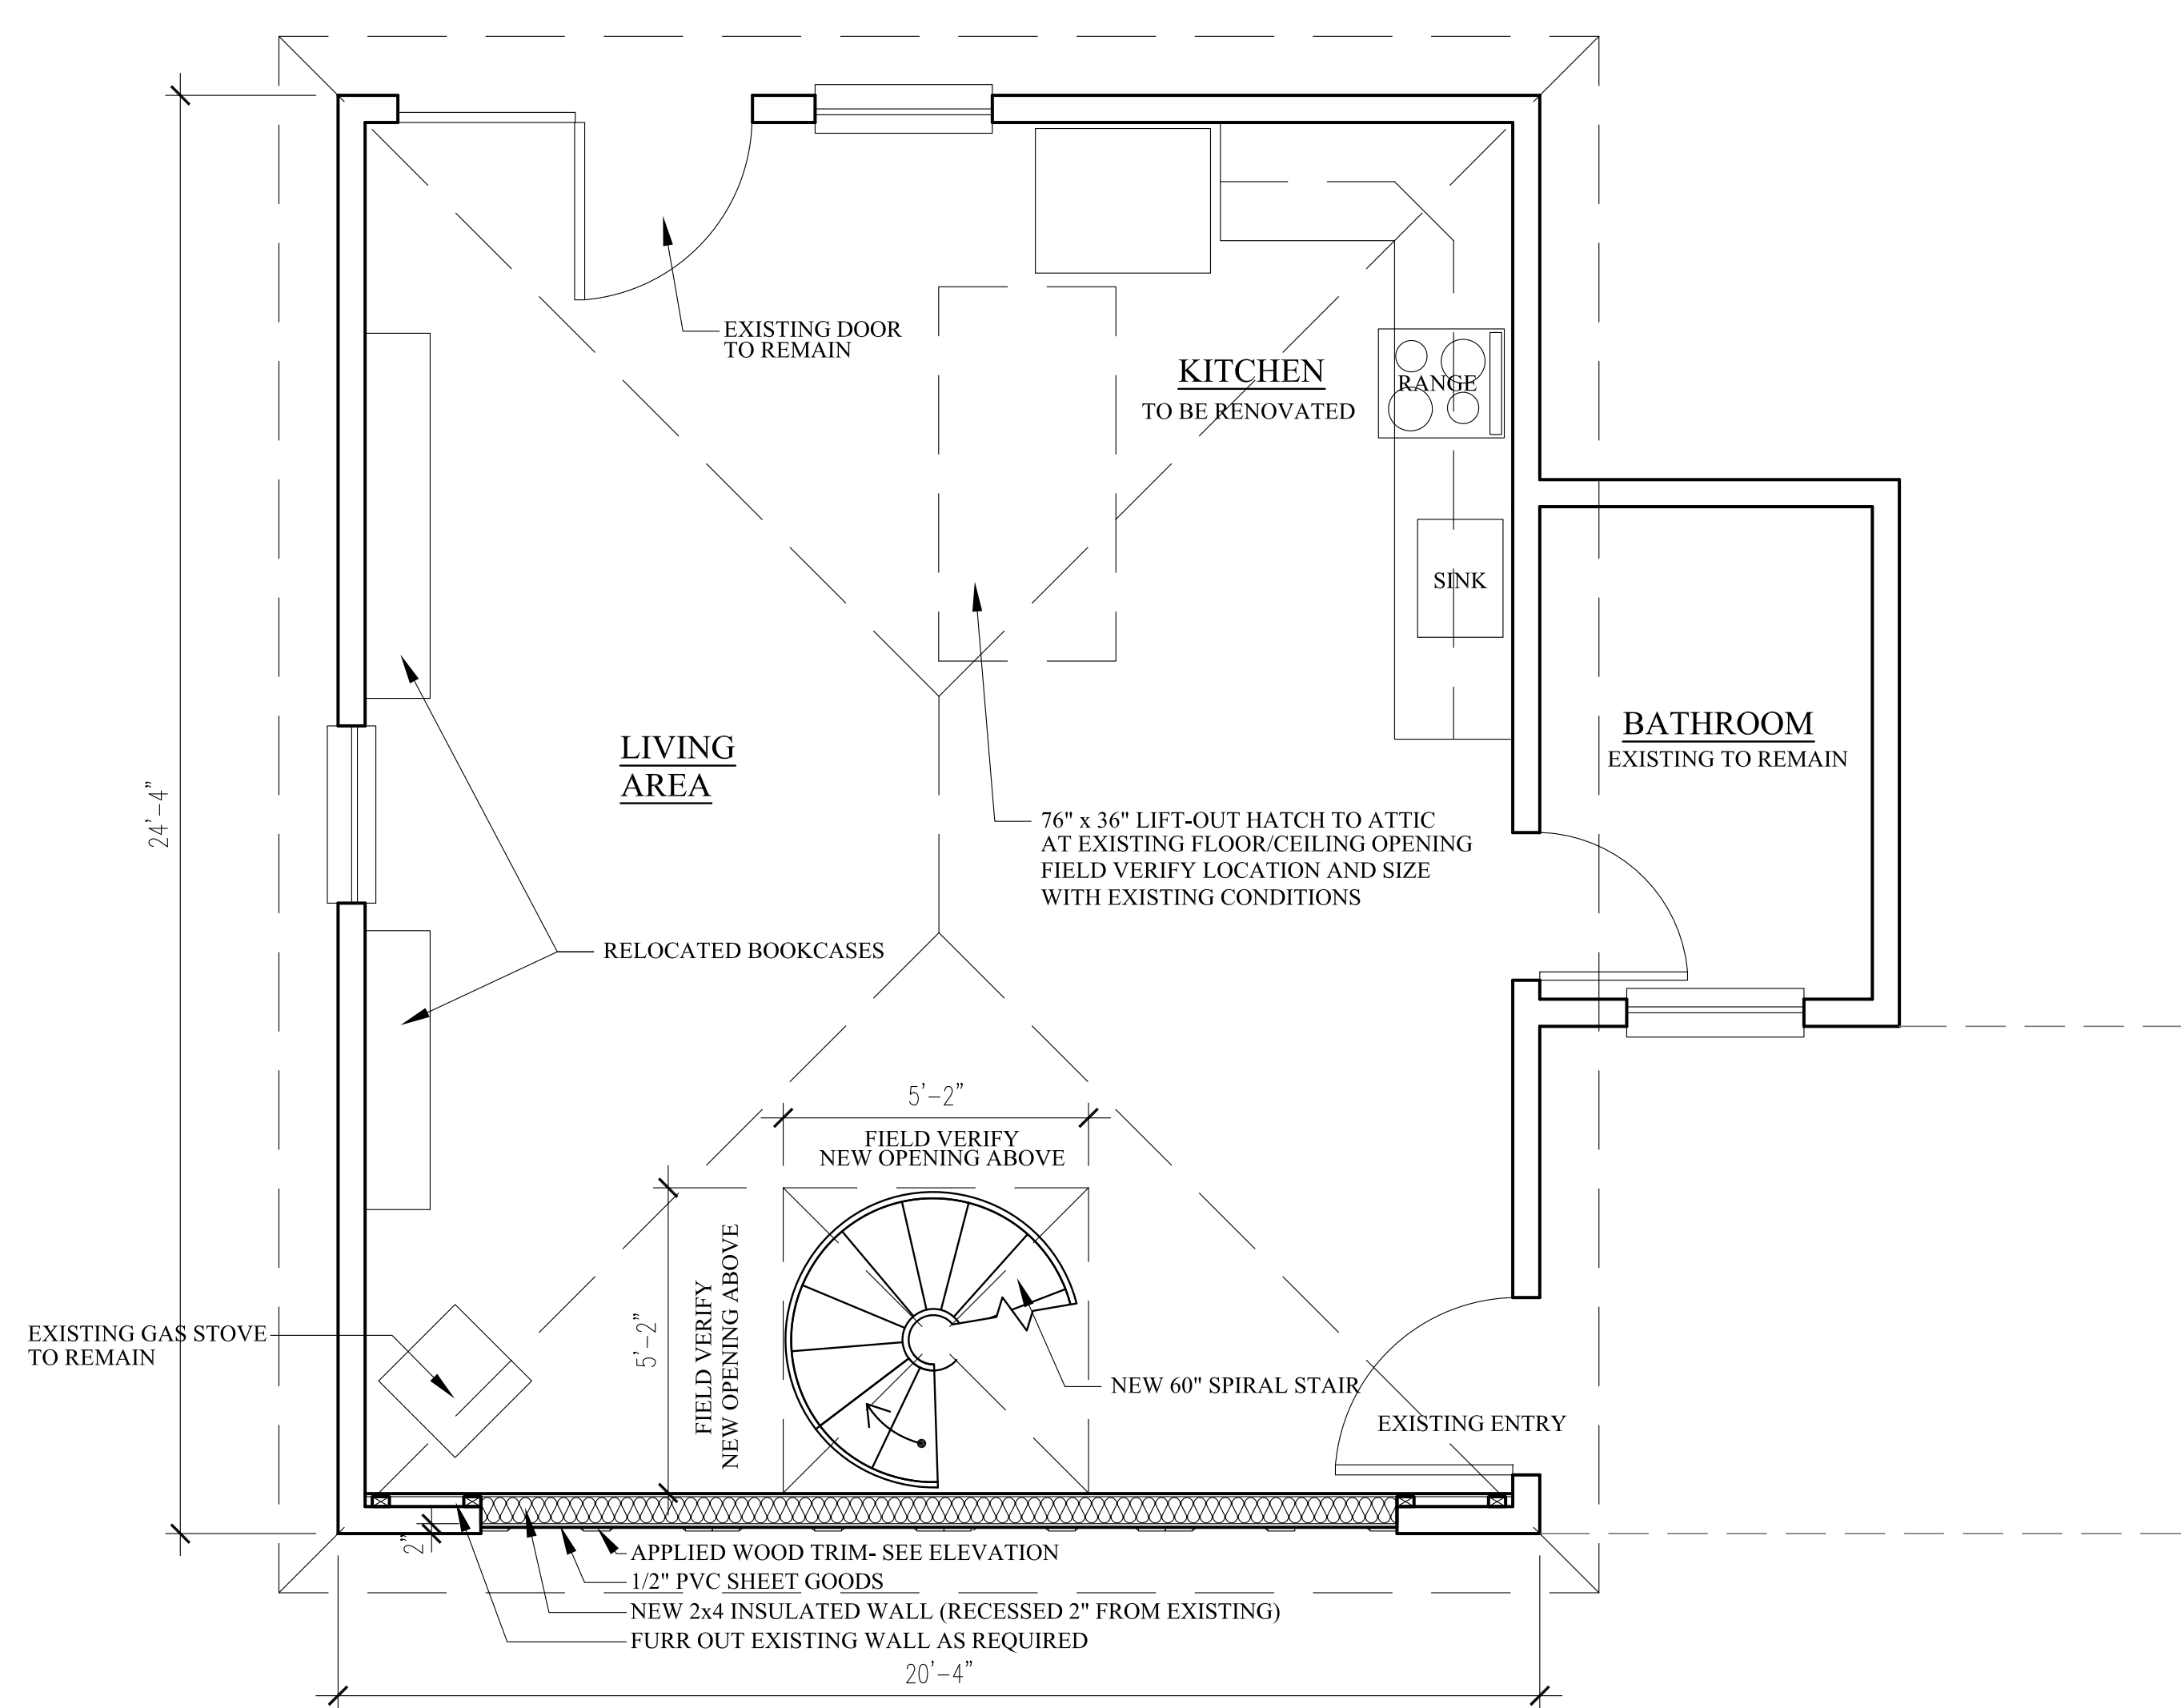 EXISTING DOOR
TO REMAIN
KITCHEN
TO BE RENOVATED
RANGE
SINK
BATHROOM
EXISTING TO REMAIN
LIVING
AREA
24'-4"
76" x 36" LIFT-OUT HATCH TO ATTIC
AT EXISTING FLOOR/CEILING OPENING
FIELD VERIFY LOCATION AND SIZE
WITH EXISTING CONDITIONS
RELOCATED BOOKCASES
5'-2"
FIELD VERIFY
NEW OPENING ABOVE
5'-2"
FIELD VERIFY
NEW OPENING ABOVE
EXISTING GAS STOVE
TO REMAIN
NEW 60" SPIRAL STAIR
EXISTING ENTRY
2"
APPLIED WOOD TRIM- SEE ELEVATION
1/2" PVC SHEET GOODS
NEW 2x4 INSULATED WALL (RECESSED 2" FROM EXISTING)
FURR OUT EXISTING WALL AS REQUIRED
20'-4"